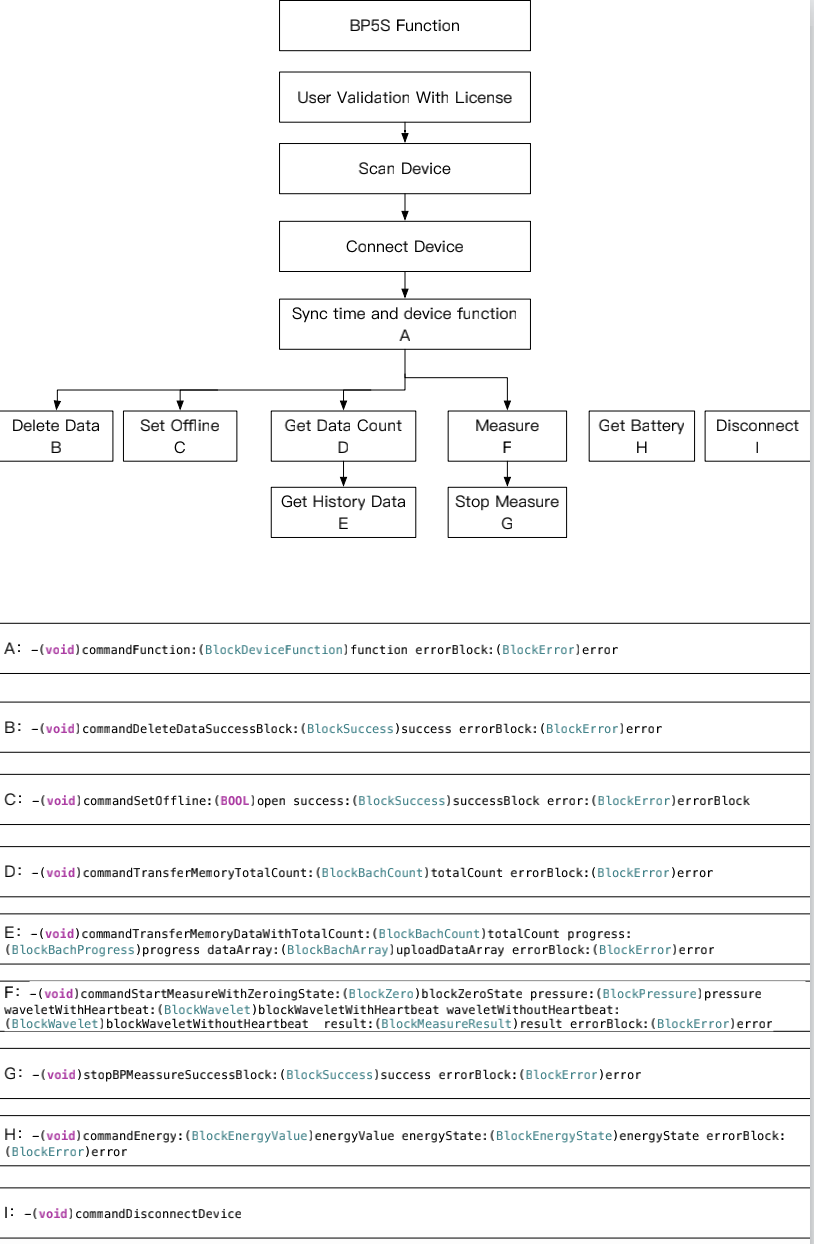 BP5S Function
User Validation With License
Scan Device
Connect Device
Sync time and device function
A
Delete Data
B
Set Offline
C
Get Data Count
D
Measure
F
Get Battery
H
Disconnect
I
Get History Data
E
Stop Measure
G
A: -(void)commandFunction:(BlockDeviceFunction)function errorBlock:(BlockError)error
B: -(void)commandDeleteDataSuccessBlock:(BlockSuccess)success errorBlock:(BlockError)error
C: -(void)commandSetOffline:(BOOL)open success:(BlockSuccess)successBlock error:(BlockError)errorBlock
D: -(void)commandTransferMemoryTotalCount:(BlockBachCount)totalCount errorBlock:(BlockError)error
E: -(void)commandTransferMemoryDataWithTotalCount:(BlockBachCount)totalCount progress:
(BlockBachProgress)progress dataArray:(BlockBachArray)uploadDataArray errorBlock:(BlockError)error
F: -(void)commandStartMeasureWithZeroingState:(BlockZero)blockZeroState pressure:(BlockPressure)pressure
waveletWithHeartbeat:(BlockWavelet)blockWaveletWithHeartbeat waveletWithoutHeartbeat:
(BlockWavelet)blockWaveletWithoutHeartbeat  result:(BlockMeasureResult)result errorBlock:(BlockError)error
G: -(void)stopBPMeassureSuccessBlock:(BlockSuccess)success errorBlock:(BlockError)error
H: -(void)commandEnergy:(BlockEnergyValue)energyValue energyState:(BlockEnergyState)energyState errorBlock:
(BlockError)error
I: -(void)commandDisconnectDevice